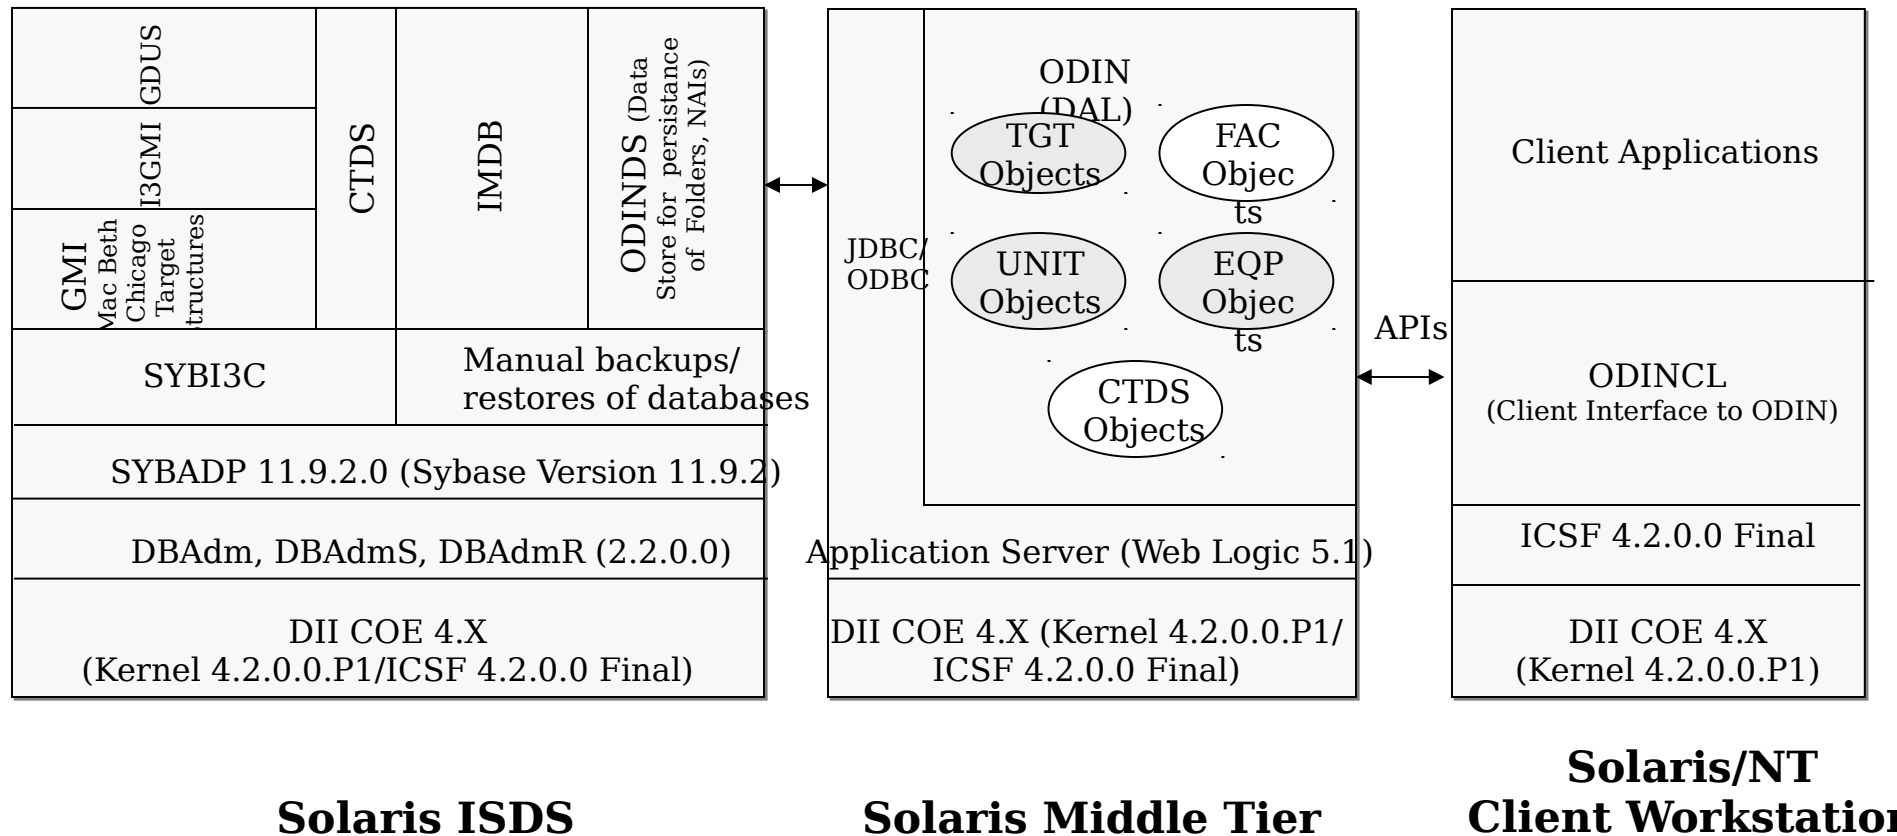 GDUS
I3GMI
GMI
Mac Beth
Chicago
Target
tructures
CTDS
IMDB
ODINDS (Data
Store for persistance
of Folders, NAIs)
SYBI3C
Manual backups/
restores of databases
SYBADP 11.9.2.0 (Sybase Version 11.9.2)
DBAdm, DBAdmS, DBAdmR (2.2.0.0)
DII COE 4.X
(Kernel 4.2.0.0.P1/ICSF 4.2.0.0 Final)
Solaris ISDS
JDBC/
ODBC
ODIN
(DAL)
TGT
Objects
FAC
Objec
ts
UNIT
Objects
EQP
Objec
ts
CTDS
Objects
Application Server (Web Logic 5.1)
DII COE 4.X (Kernel 4.2.0.0.P1/
ICSF 4.2.0.0 Final)
Solaris Middle Tier
APIs
Client Applications
ODINCL
(Client Interface to ODIN)
ICSF 4.2.0.0 Final
DII COE 4.X
(Kernel 4.2.0.0.P1)
Solaris/NT
Client Workstation